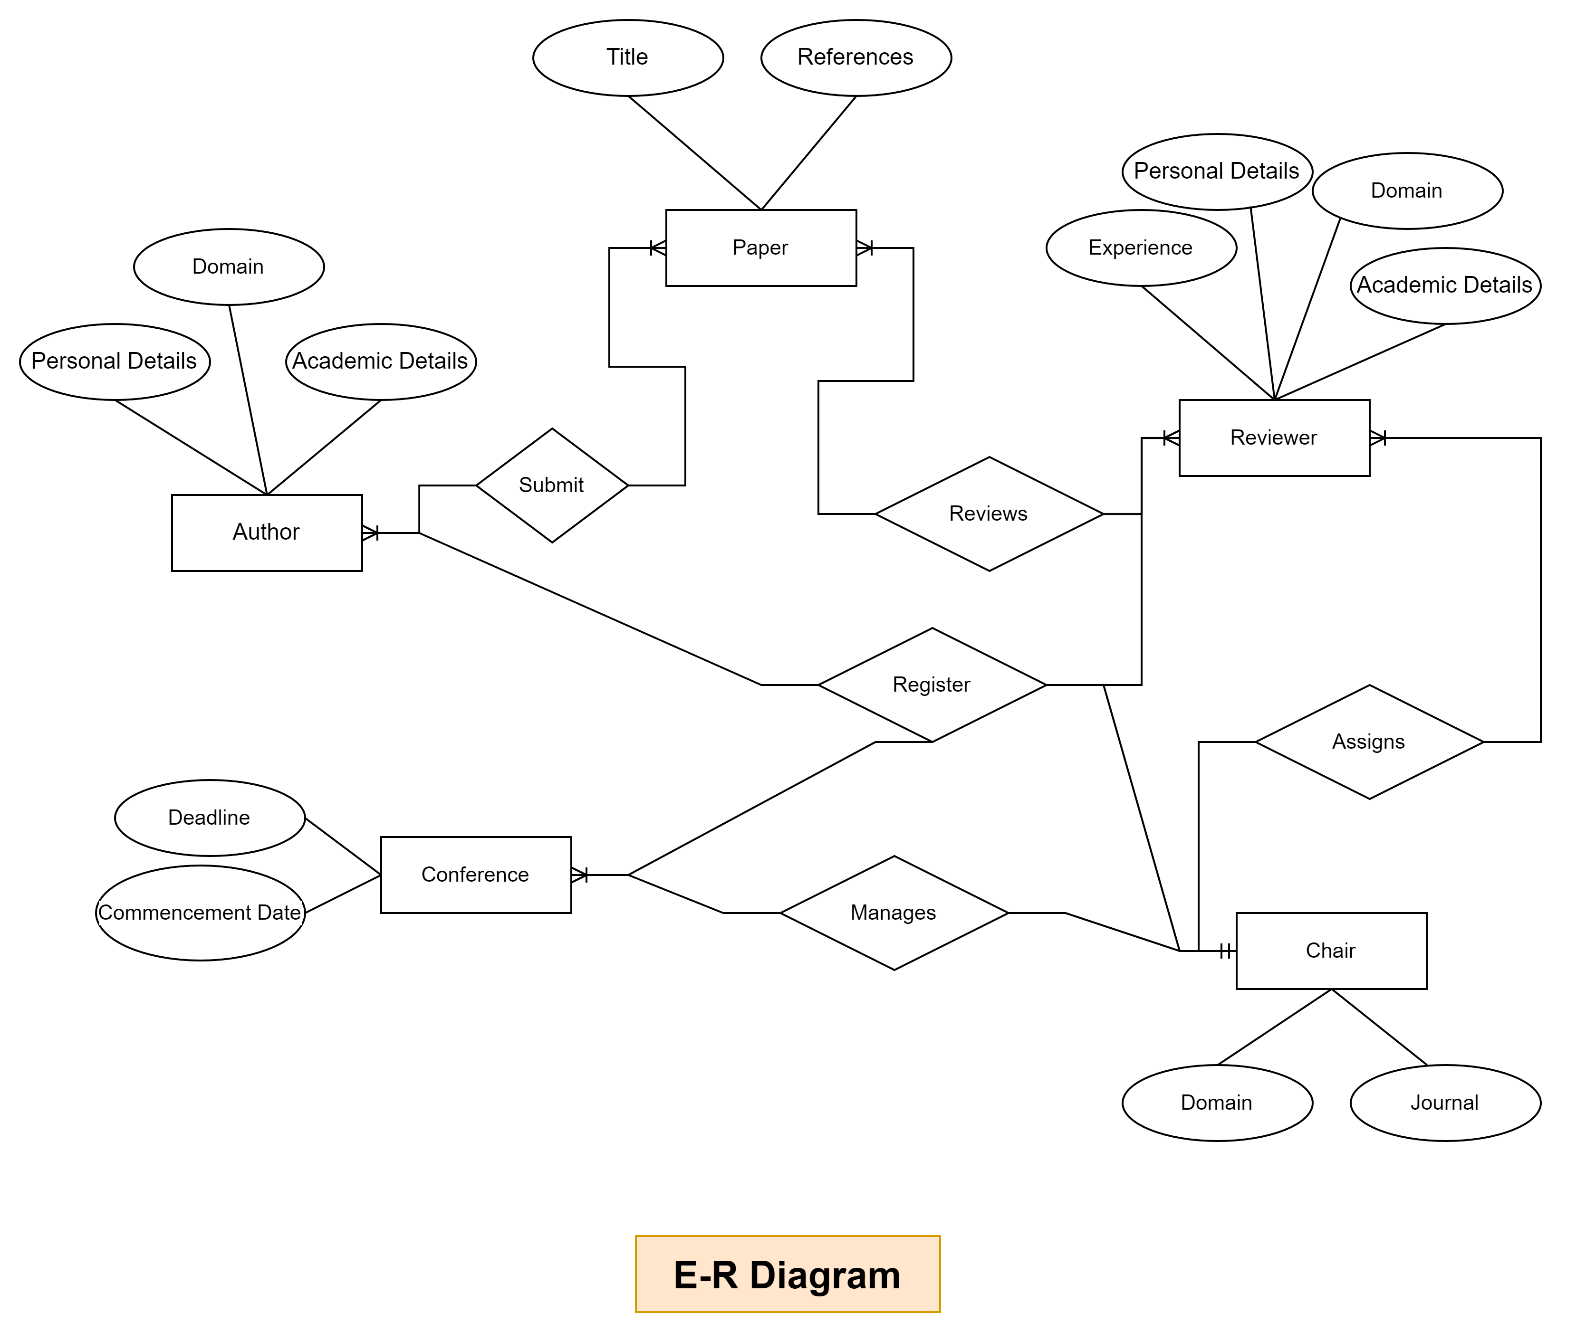 Title
References
Personal Details
Domain
Experience
Paper
Domain
Academic Details
Personal Details
Academic Details
Reviewer
Submit
Author
Reviews
Register
Assigns
Deadline
Conference
Commencement Date
Manages
Chair
Domain
Journal
E-R Diagram